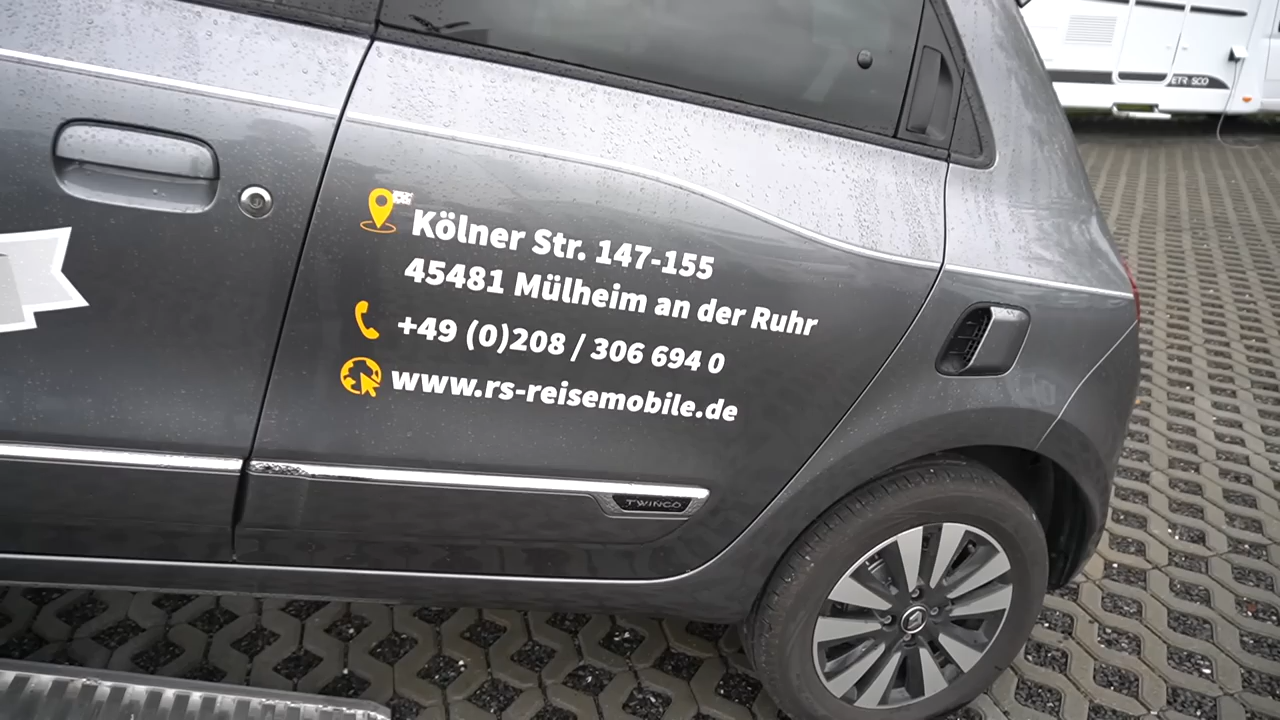 Kölner Str. 147-155
45481 Mülheim an der Ruhr
+49 (0)208 / 306 694 0
www.rs-reisemobile.de
TWINGO